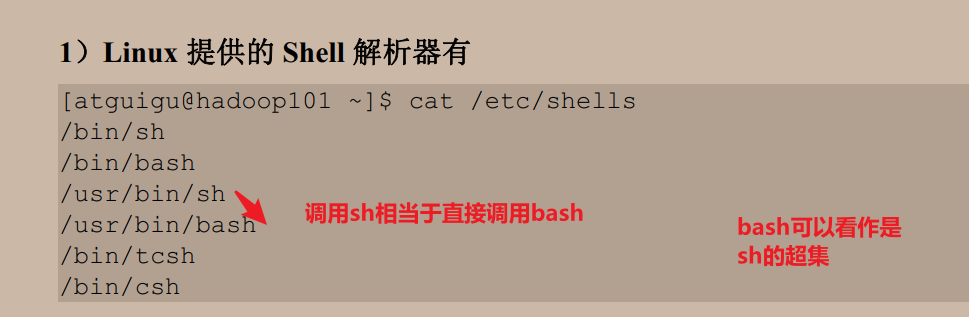 1）Linux 提供的 Shell 解析器有
[atguigu@hadoop101 ~]$ cat /etc/shells
/bin/sh
/bin/bash
/usr/bin/sh
/usr/bin/bash
/bin/tcsh
/bin/csh
调用sh相当于直接调用bash
bash可以看作是
sh的超集